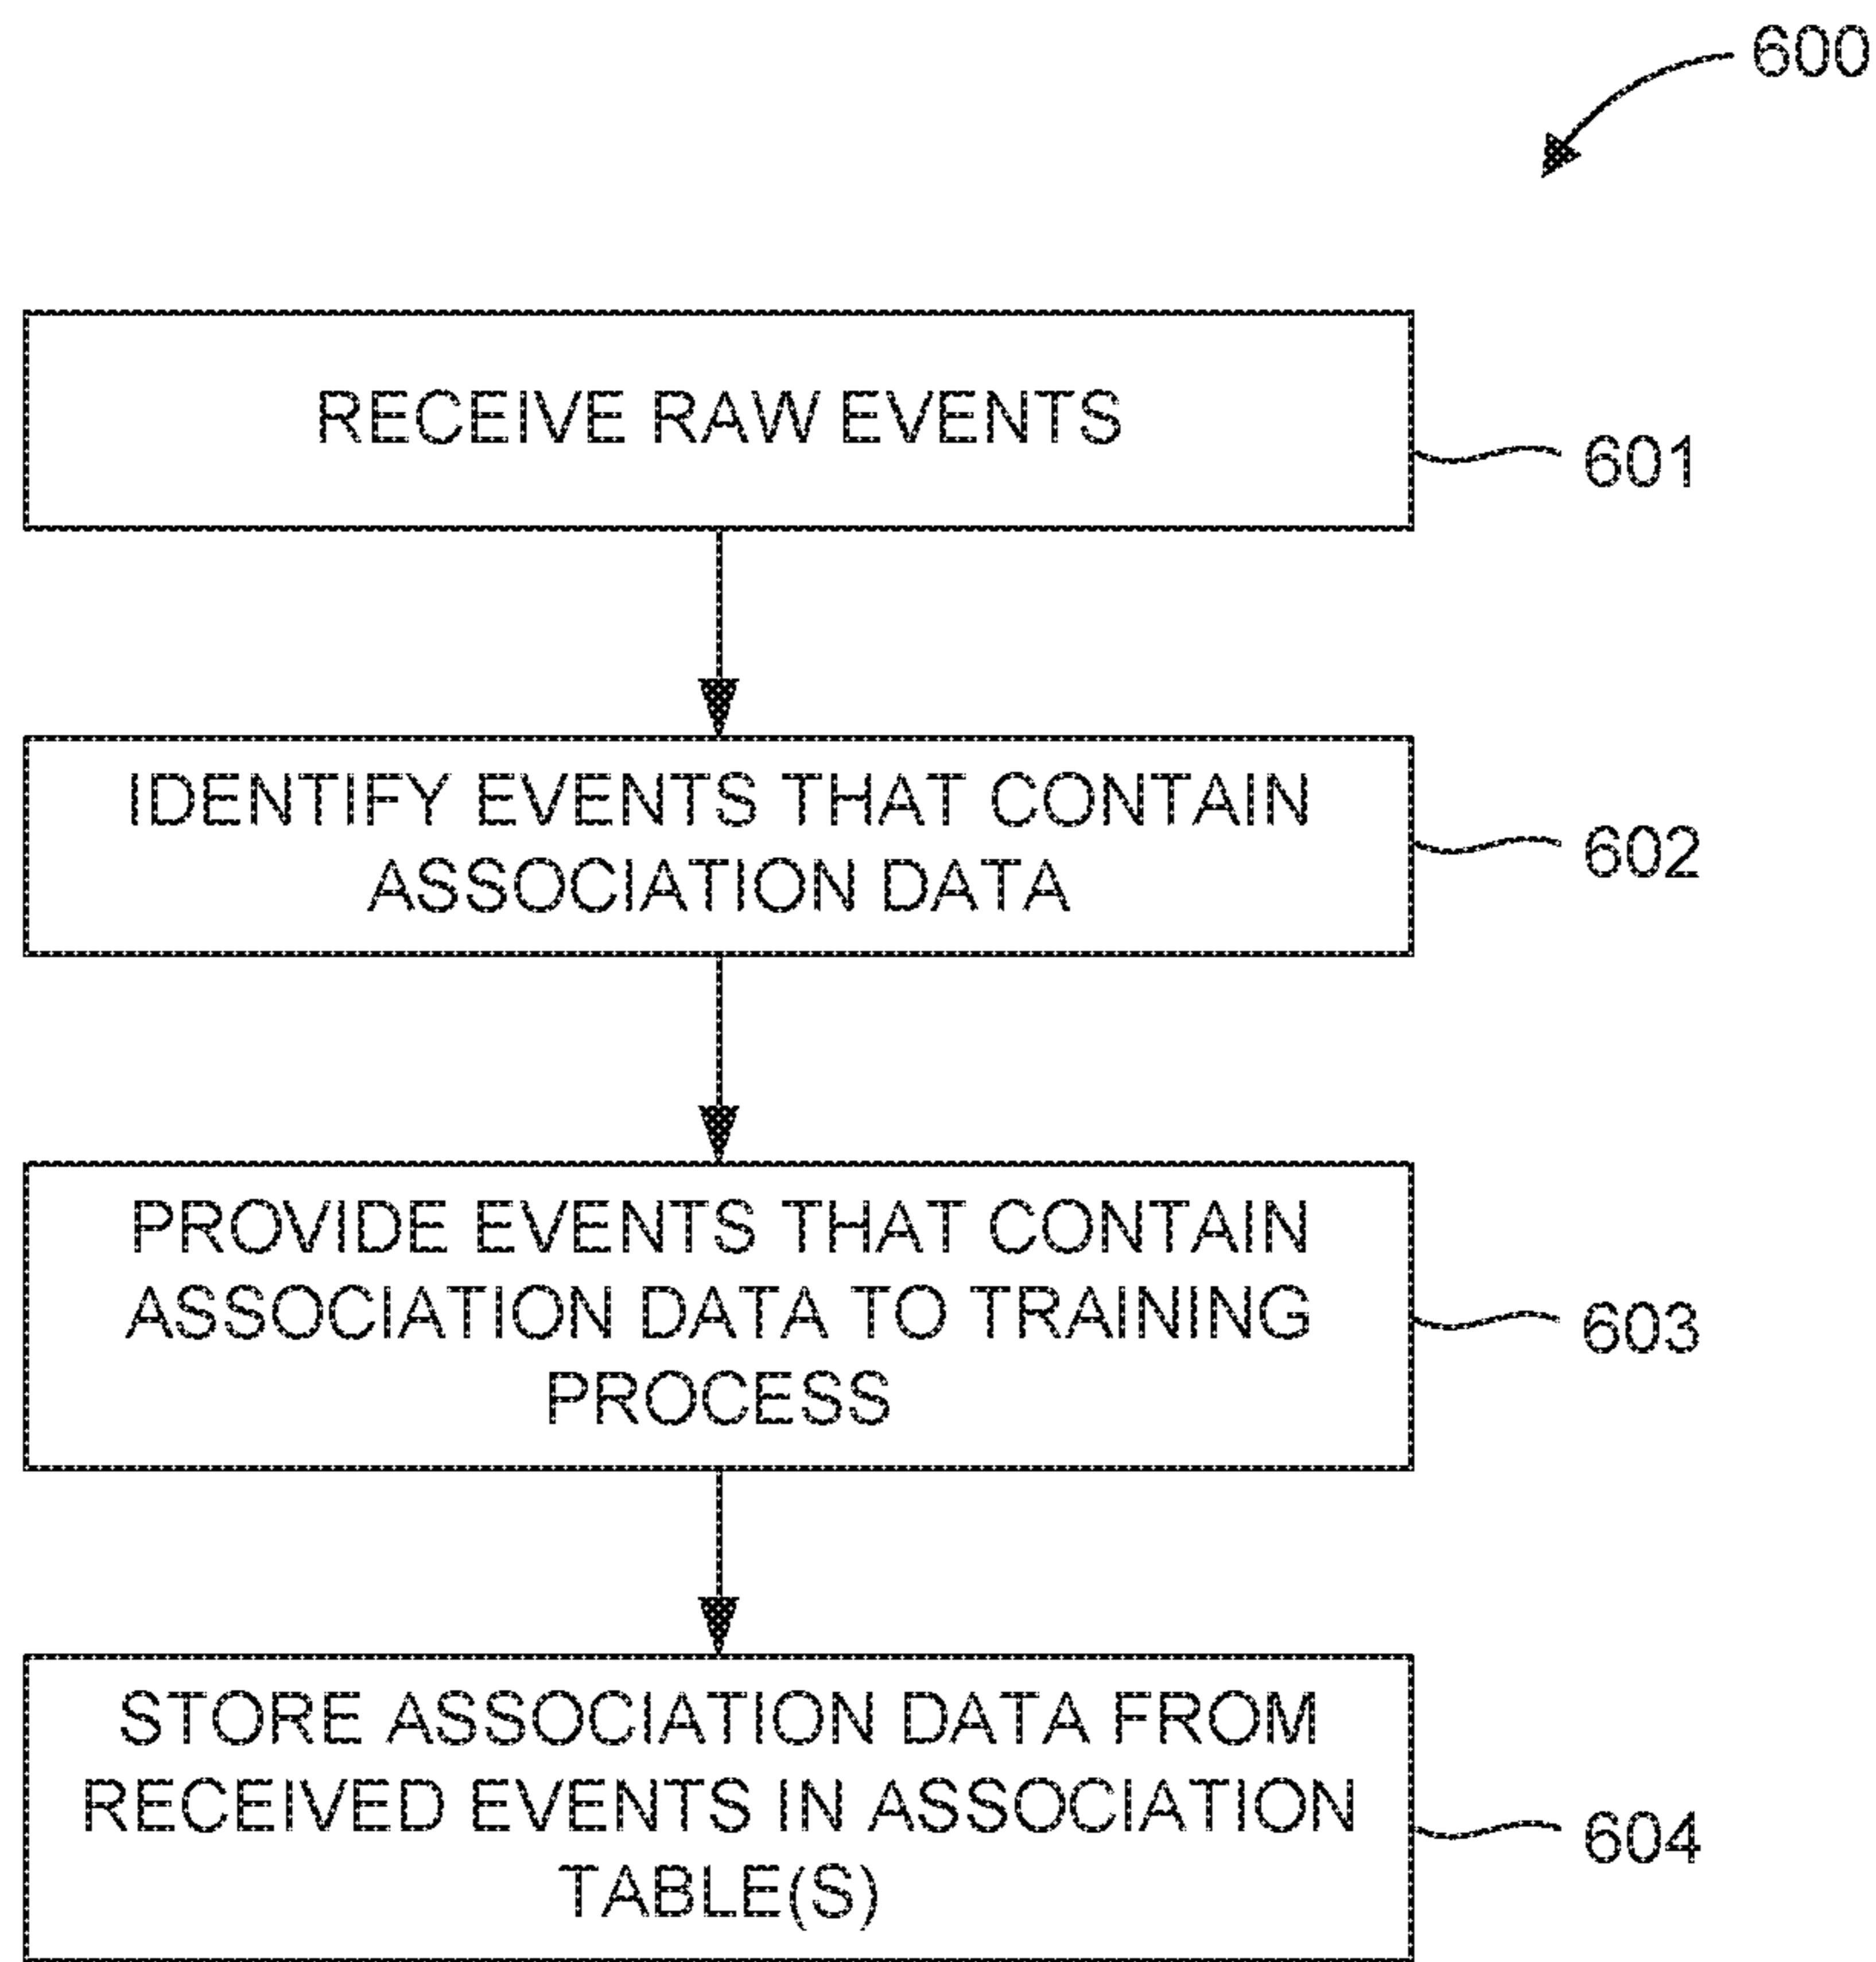 600
RECEIVE RAW EVENTS
601
IDENTIFY EVENTS THAT CONTAIN
ASSOCIATION DATA
602
PROVIDE EVENTS THAT CONTAIN
ASSOCIATION DATA TO TRAINING
PROCESS
603
STORE ASSOCIATION DATA FROM
RECEIVED EVENTS IN ASSOCIATION
TABLE(S)
604